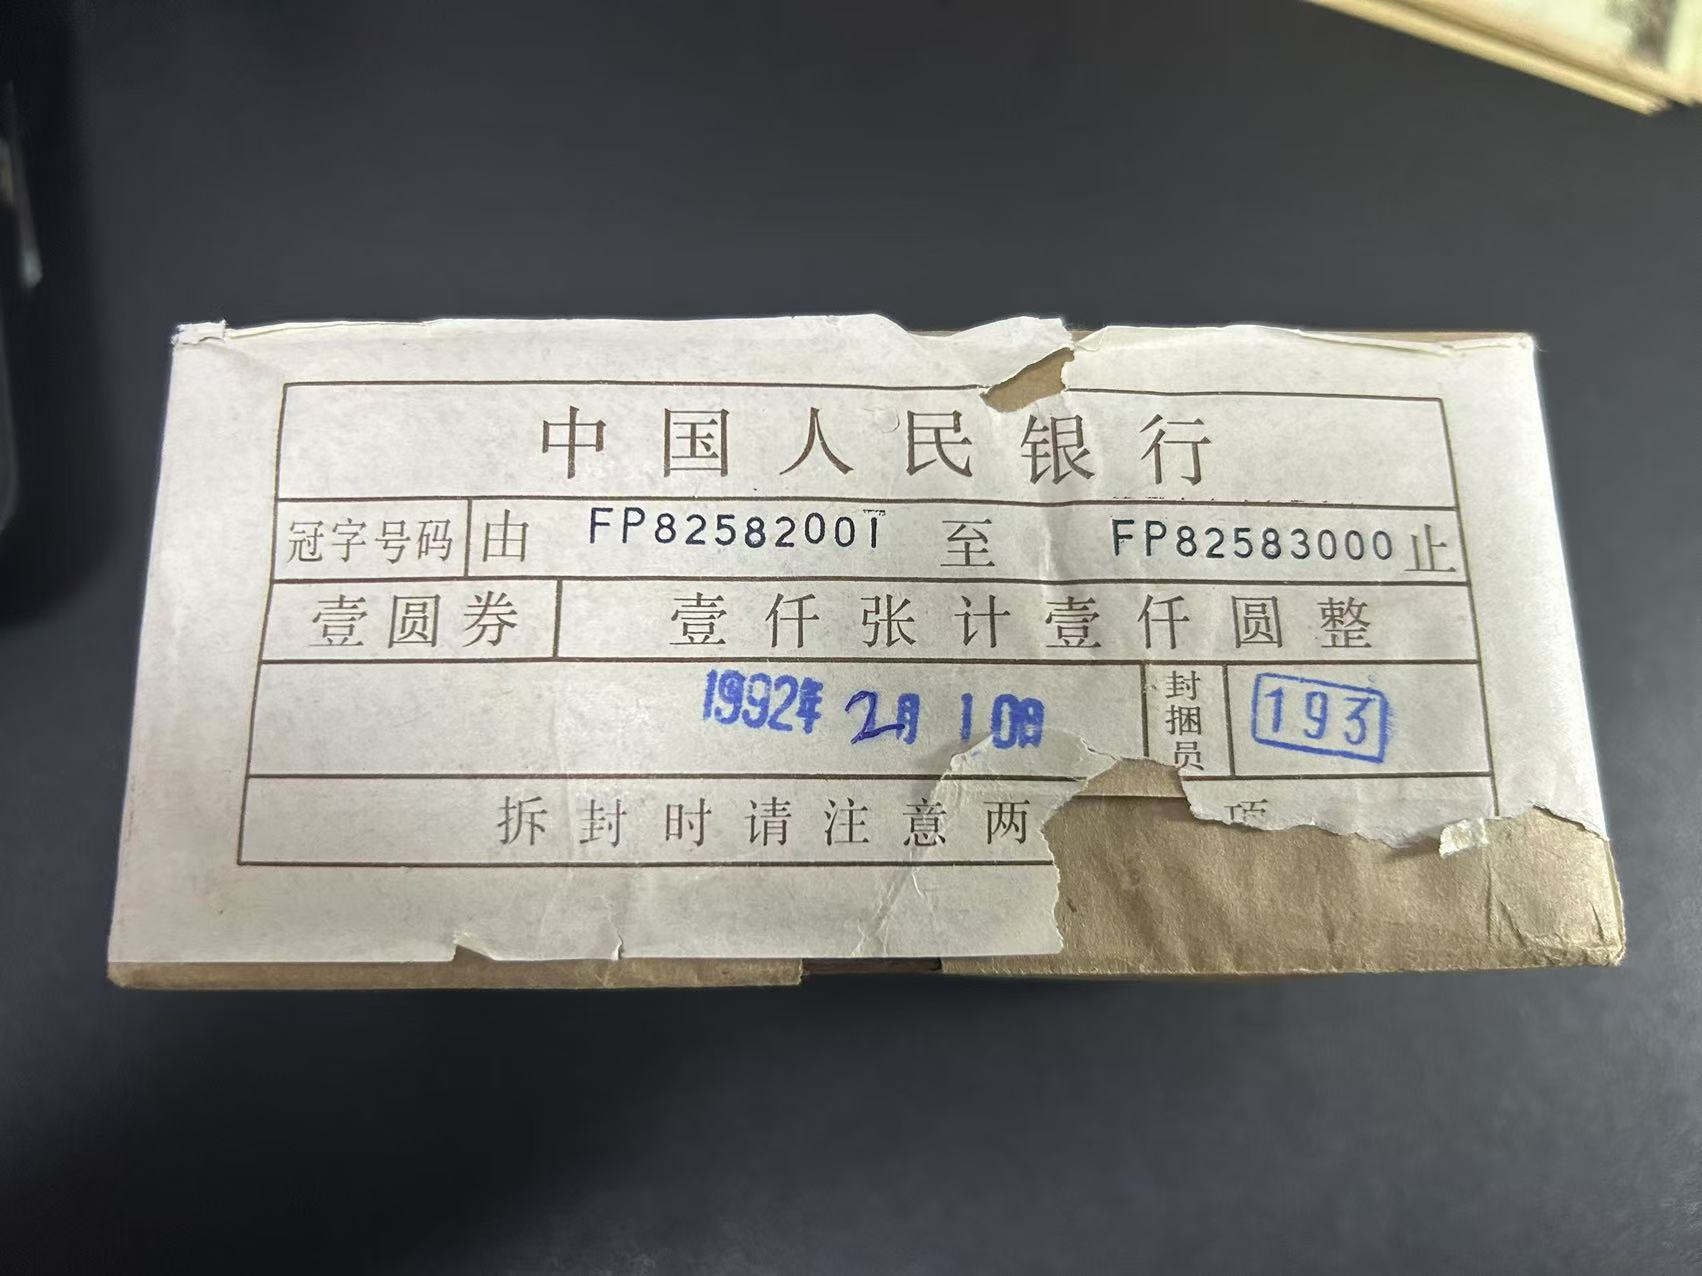 中国人民银行
冠字号码 由 FP82582001 至 FP82583000 止
壹圆券 壹仟张计壹仟圆整
1992年 2月 10日 封捆员 193
拆封时请注意两 项